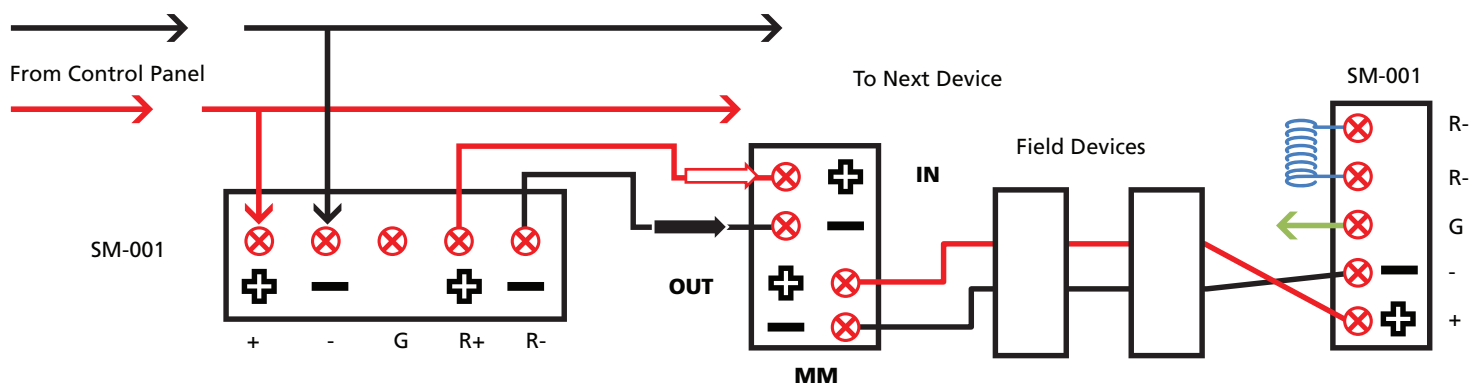 From Control Panel
To Next Device
SM-001
R-
R-
G
-
+
Field Devices
IN
SM-001
OUT
+ - G R+ R-
MM